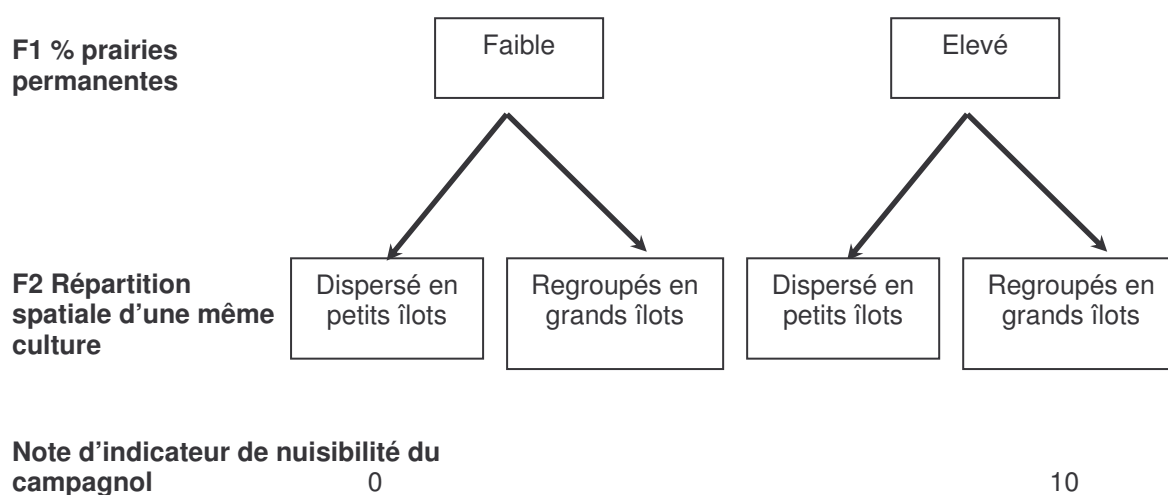 F1 % prairies
permanentes
Faible
Elevé
F2 Répartition
spatiale d'une même
culture
Dispersé en
petits îlots
Regroupés en
grands îlots
Dispersé en
petits îlots
Regroupés en
grands îlots
Note d'indicateur de nuisibilité du
campagnol 0 10